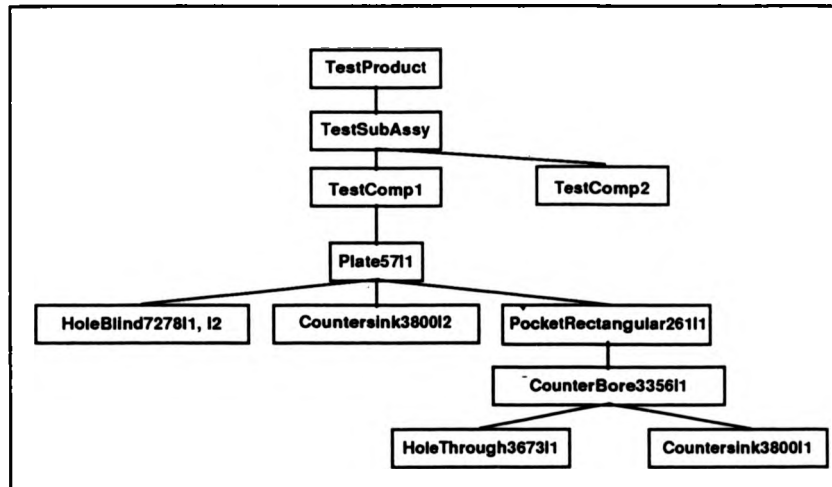 TestProduct
TestSubAssy
TestComp1
TestComp2
Plate57I1
HoleBlind7278I1, I2
Countersink3800I2
PocketRectangular261I1
CounterBore3356I1
HoleThrough3673I1
Countersink3800I1